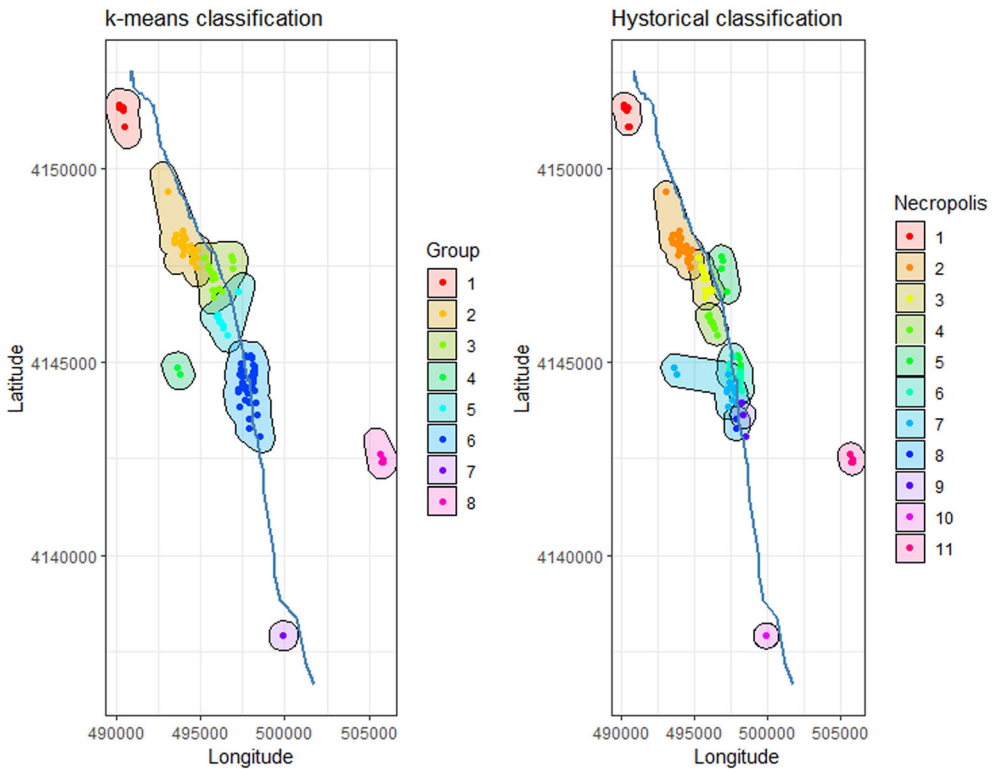 k-means classification
4150000
4145000
4140000
Latitude
490000 495000 500000 505000
Longitude
Group
1
2
3
4
5
6
7
8
Hystorical classification
4150000
4145000
4140000
Latitude
490000 495000 500000 505000
Longitude
Necropolis
1
2
3
4
5
6
7
8
9
10
11